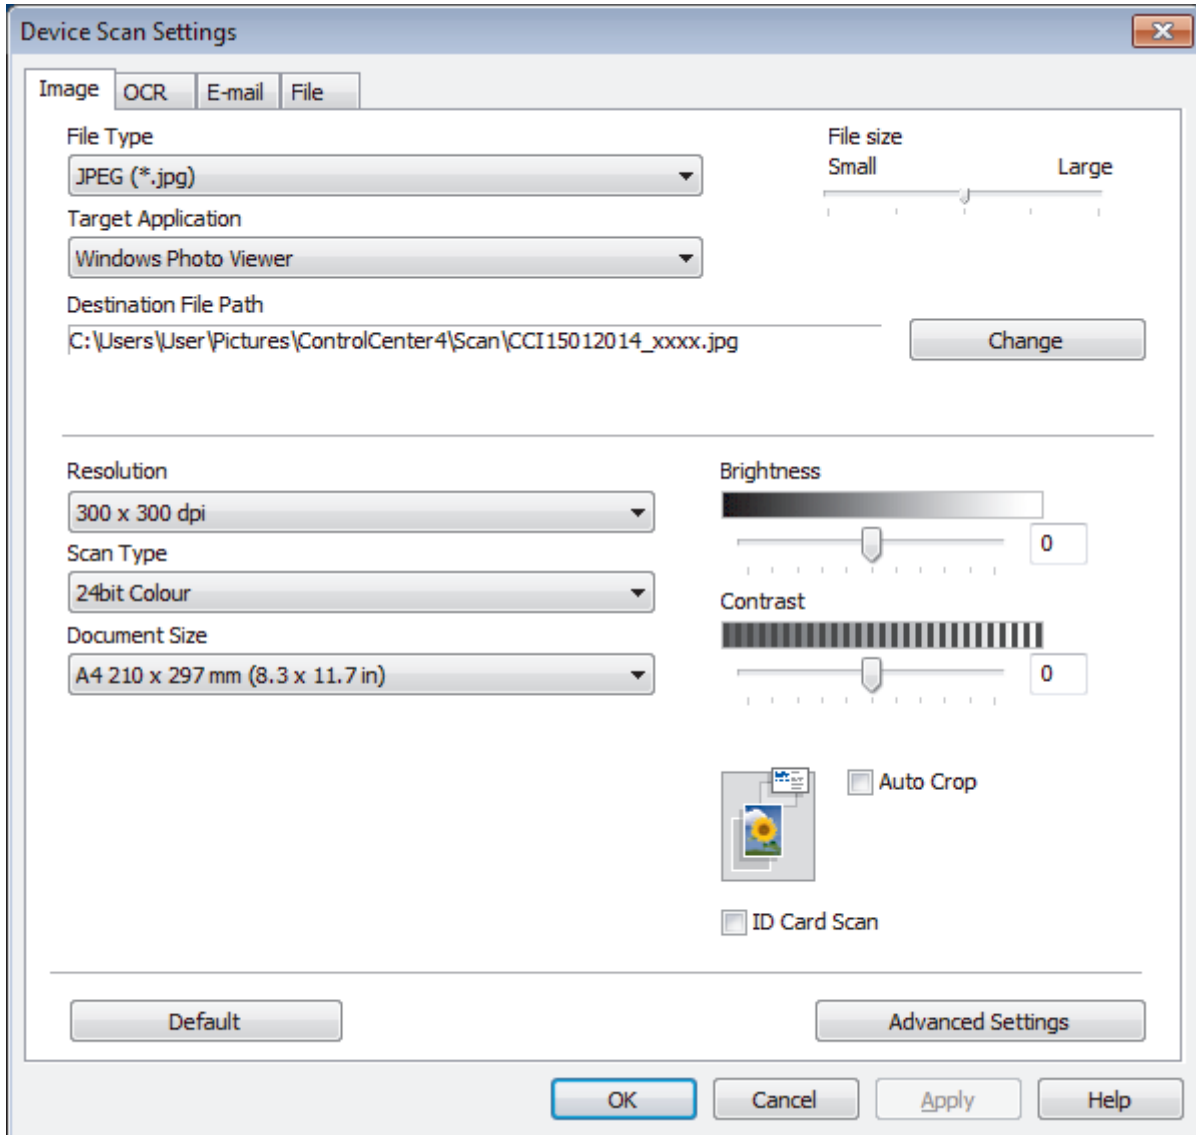 Device Scan Settings
Image OCR E-mail File
File Type
JPEG (*.jpg)
File size
Small Large
Target Application
Windows Photo Viewer
Destination File Path
C:\Users\User\Pictures\ControlCenter4\Scan\CCI15012014_xxxx.jpg
Change
Resolution
300 x 300 dpi
Scan Type
24bit Colour
Document Size
A4 210 x 297 mm (8.3 x 11.7 in)
Brightness
0
Contrast
0
Auto Crop
ID Card Scan
Default
Advanced Settings
OK Cancel Apply Help